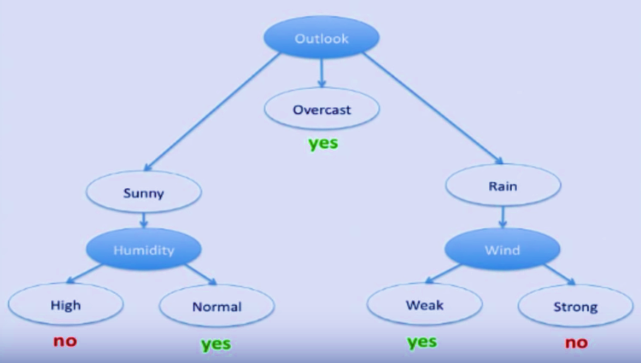 Outlook
Overcast
yes
Sunny
Rain
Humidity
Wind
High
Normal
Weak
Strong
no
yes
yes
no